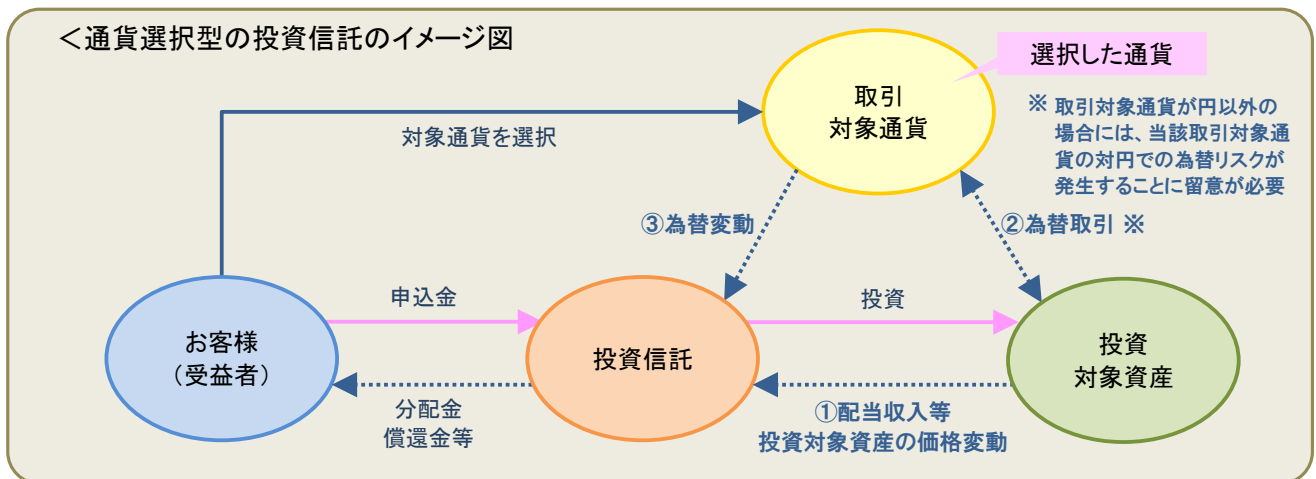 ＜通貨選択型の投資信託のイメージ図
選択した通貨
取引
対象通貨
※ 取引対象通貨が円以外の
場合には、当該取引対象通
貨の対円での為替リスクが
発生することに留意が必要
対象通貨を選択
③為替変動
②為替取引 ※
申込金
投資
お客様
（受益者）
投資信託
投資
対象資産
分配金
償還金等
①配当収入等
投資対象資産の価格変動